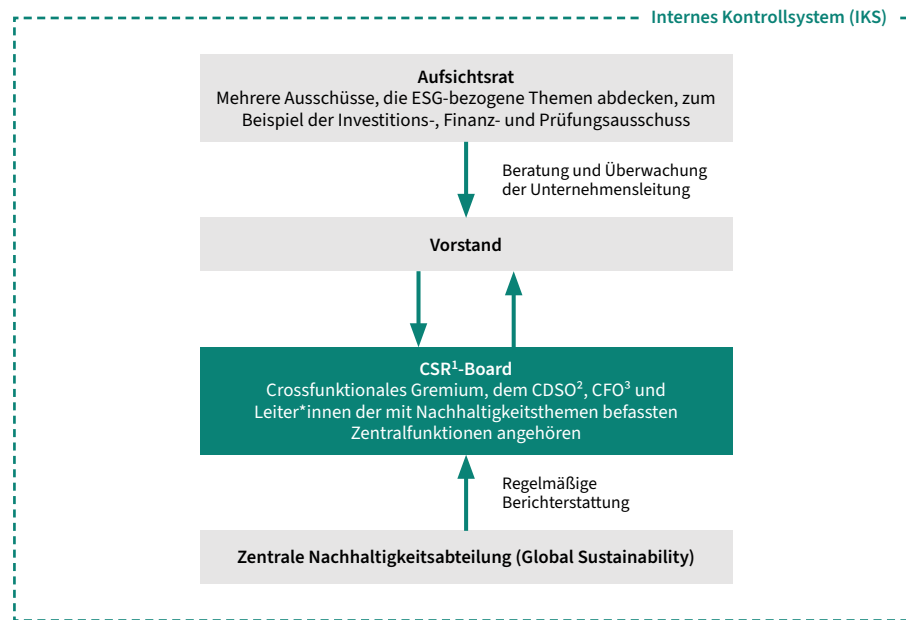 Internes Kontrollsystem (IKS)
Aufsichtsrat
Mehrere Ausschüsse, die ESG-bezogene Themen abdecken, zum
Beispiel der Investitions-, Finanz- und Prüfungsausschuss
Beratung und Überwachung
der Unternehmensleitung
Vorstand
CSR¹-Board
Crossfunktionales Gremium, dem CDSO², CFO³ und
Leiter*innen der mit Nachhaltigkeitsthemen befassten
Zentralfunktionen angehören
Regelmäßige
Berichterstattung
Zentrale Nachhaltigkeitsabteilung (Global Sustainability)